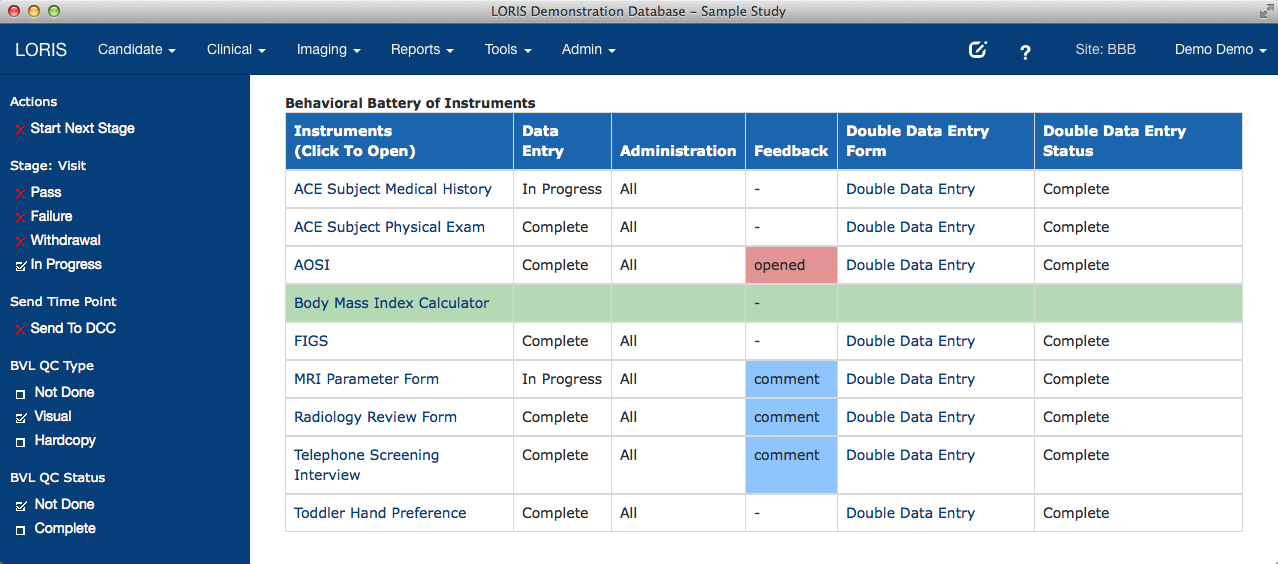 LORIS Demonstration Database – Sample Study
LORIS Candidate Clinical Imaging Reports Tools Admin ? Site: BBB Demo Demo
Actions
Start Next Stage
Stage: Visit
Pass
Failure
Withdrawal
In Progress
Send Time Point
Send To DCC
BVL QC Type
Not Done
Visual
Hardcopy
BVL QC Status
Not Done
Complete
Behavioral Battery of Instruments
Instruments (Click To Open) Data Entry Administration Feedback Double Data Entry Form Double Data Entry Status
ACE Subject Medical History In Progress All - Double Data Entry Complete
ACE Subject Physical Exam Complete All - Double Data Entry Complete
AOSI Complete All opened Double Data Entry Complete
Body Mass Index Calculator -
FIGS Complete All - Double Data Entry Complete
MRI Parameter Form In Progress All comment Double Data Entry Complete
Radiology Review Form Complete All comment Double Data Entry Complete
Telephone Screening Interview Complete All comment Double Data Entry Complete
Toddler Hand Preference Complete All - Double Data Entry Complete